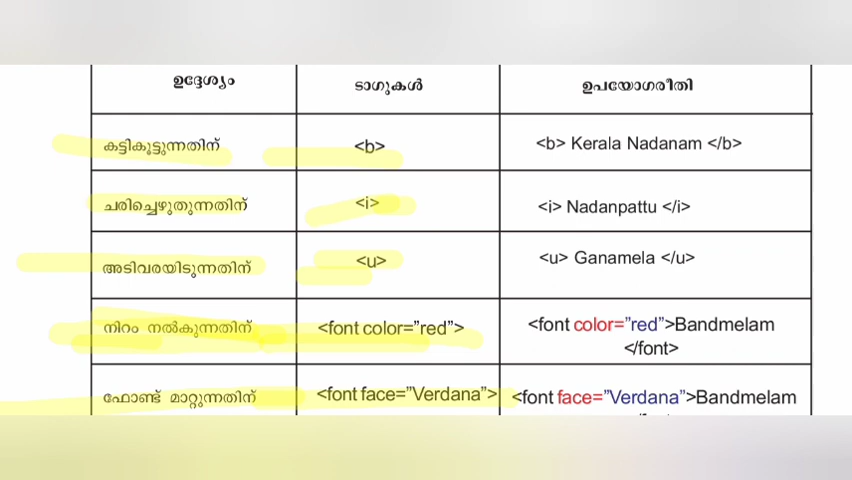 ഉദ്ദേശ്യം ടാഗുകൾ ഉപയോഗരീതി
കട്ടികൂട്ടുന്നതിന് <b> <b> Kerala Nadanam </b>
ചരിച്ചെഴുതുന്നതിന് <i> <i> Nadanpattu </i>
അടിവരയിടുന്നതിന് <u> <u> Ganamela </u>
നിറം നൽകുന്നതിന് <font color=”red”> <font color=”red”>Bandmelam
</font>
ഫോണ്ട് മാറ്റുന്നതിന് <font face=”Verdana”> <font face=”Verdana”>Bandmelam